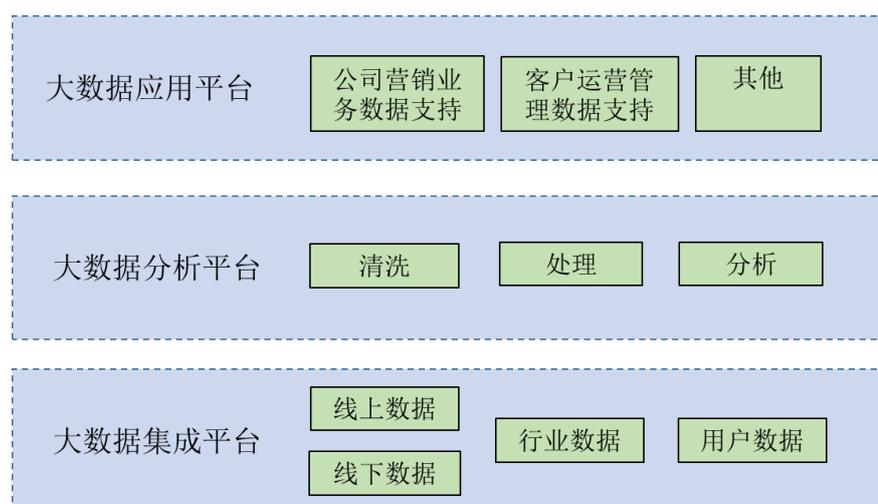 大数据应用平台
公司营销业
务数据支持
客户运营管
理数据支持
其他
大数据分析平台
清洗
处理
分析
大数据集成平台
线上数据
线下数据
行业数据
用户数据